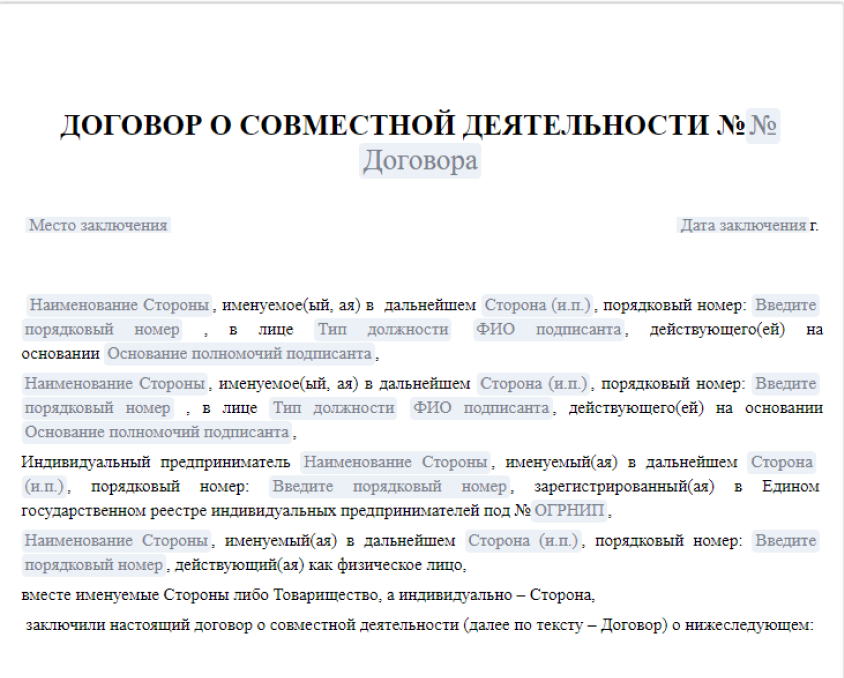 ДОГОВОР О СОВМЕСТНОЙ ДЕЯТЕЛЬНОСТИ №№
Договора
Место заключения Дата заключения г.
Наименование Стороны, именуемое(ый, ая) в дальнейшем Сторона (и.п.), порядковый номер: Введите
порядковый номер , в лице Тип должности ФИО подписанта, действующего(ей) на
основании Основание полномочий подписанта,
Наименование Стороны, именуемое(ый, ая) в дальнейшем Сторона (и.п.), порядковый номер: Введите
порядковый номер , в лице Тип должности ФИО подписанта, действующего(ей) на основании
Основание полномочий подписанта,
Индивидуальный предприниматель Наименование Стороны, именуемый(ая) в дальнейшем Сторона
(и.п.), порядковый номер: Введите порядковый номер, зарегистрированный(ая) в Едином
государственном реестре индивидуальных предпринимателей под № ОГРНИП,
Наименование Стороны, именуемый(ая) в дальнейшем Сторона (и.п.), порядковый номер: Введите
порядковый номер, действующий(ая) как физическое лицо,
вместе именуемые Стороны либо Товарищество, а индивидуально – Сторона,
заключили настоящий договор о совместной деятельности (далее по тексту – Договор) о нижеследующем: